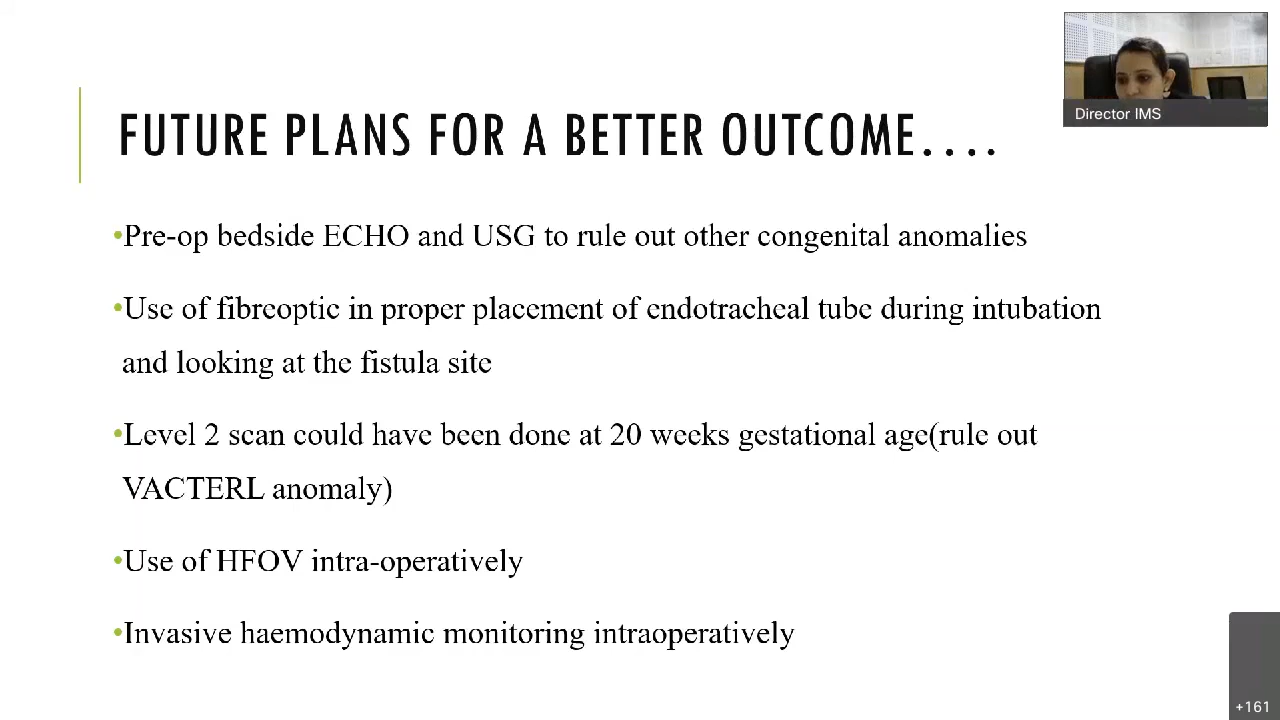 Director IMS
FUTURE PLANS FOR A BETTER OUTCOME....
•Pre-op bedside ECHO and USG to rule out other congenital anomalies
•Use of fibreoptic in proper placement of endotracheal tube during intubation
and looking at the fistula site
•Level 2 scan could have been done at 20 weeks gestational age(rule out
VACTERL anomaly)
•Use of HFOV intra-operatively
•Invasive haemodynamic monitoring intraoperatively
+161